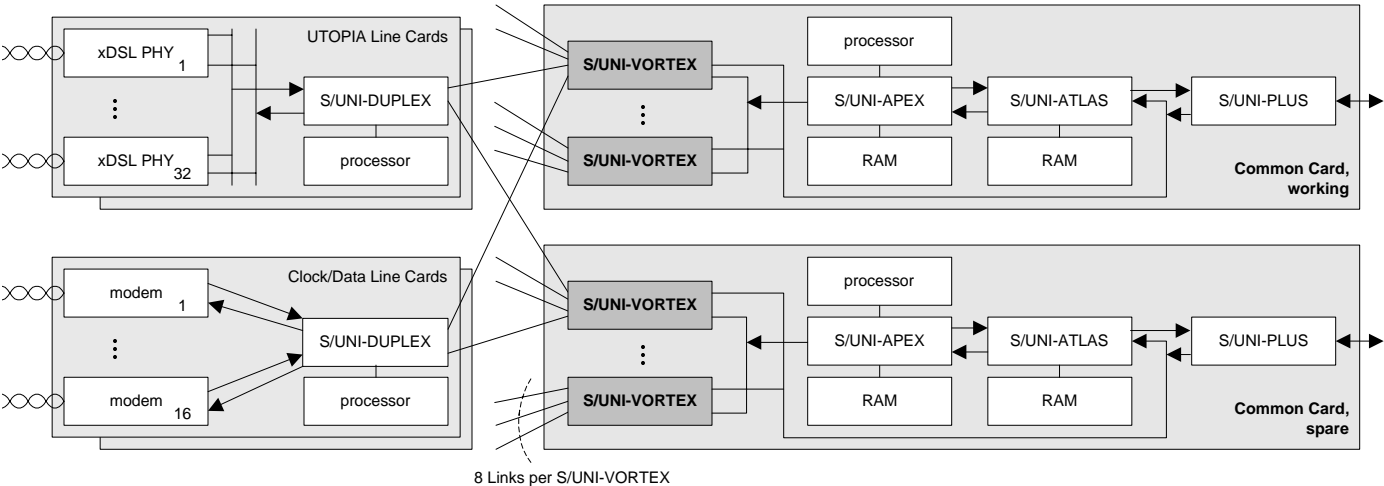 UTOPIA Line Cards
xDSL PHY 1
⋮
xDSL PHY 32
S/UNI-DUPLEX
processor
Clock/Data Line Cards
modem 1
⋮
modem 16
S/UNI-DUPLEX
processor
S/UNI-VORTEX
⋮
S/UNI-VORTEX
processor
S/UNI-APEX
RAM
S/UNI-ATLAS
RAM
S/UNI-PLUS
Common Card,
working
S/UNI-VORTEX
⋮
S/UNI-VORTEX
processor
S/UNI-APEX
RAM
S/UNI-ATLAS
RAM
S/UNI-PLUS
Common Card,
spare
8 Links per S/UNI-VORTEX